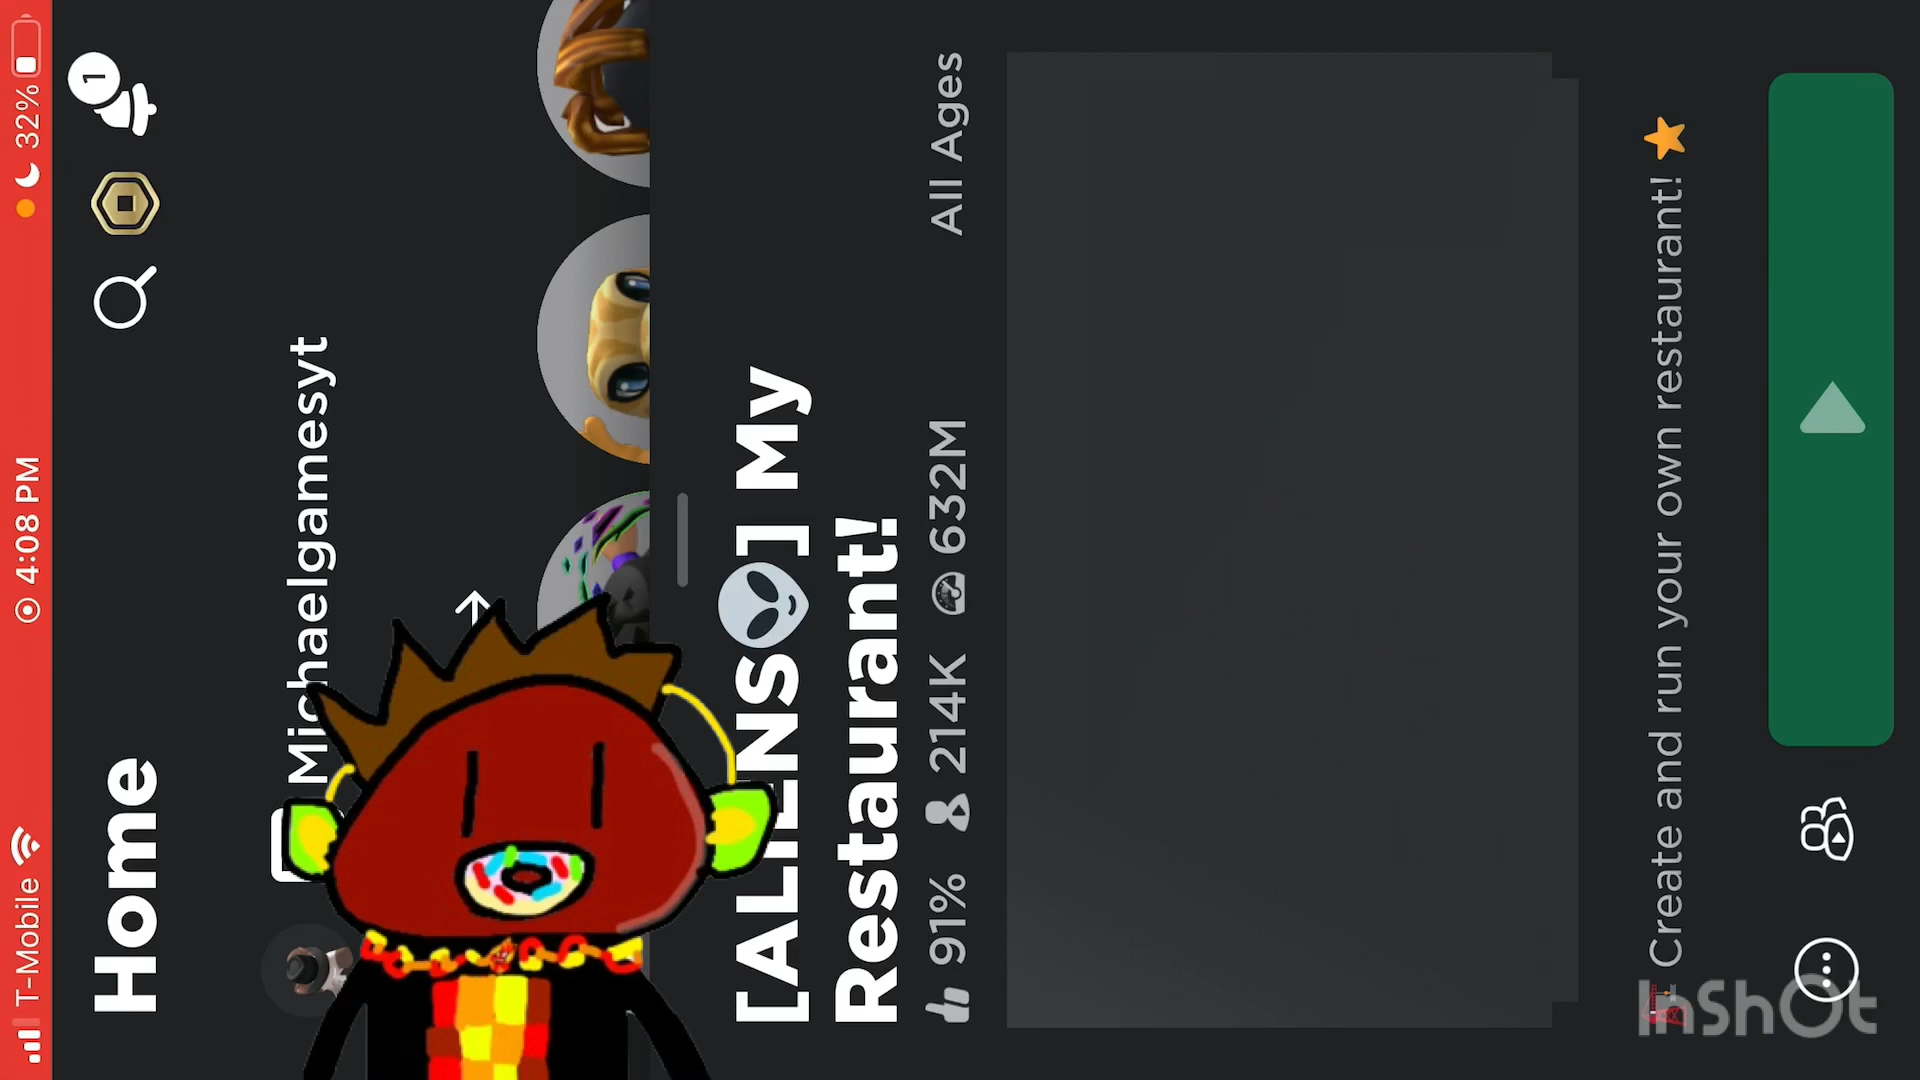 T-Mobile 4:08 PM 32%
Home
1
Michaelgamesyt
[ALIENS👽] My
Restaurant!
91% 214K 632M All Ages
Create and run your own restaurant! ⭐
InShOt